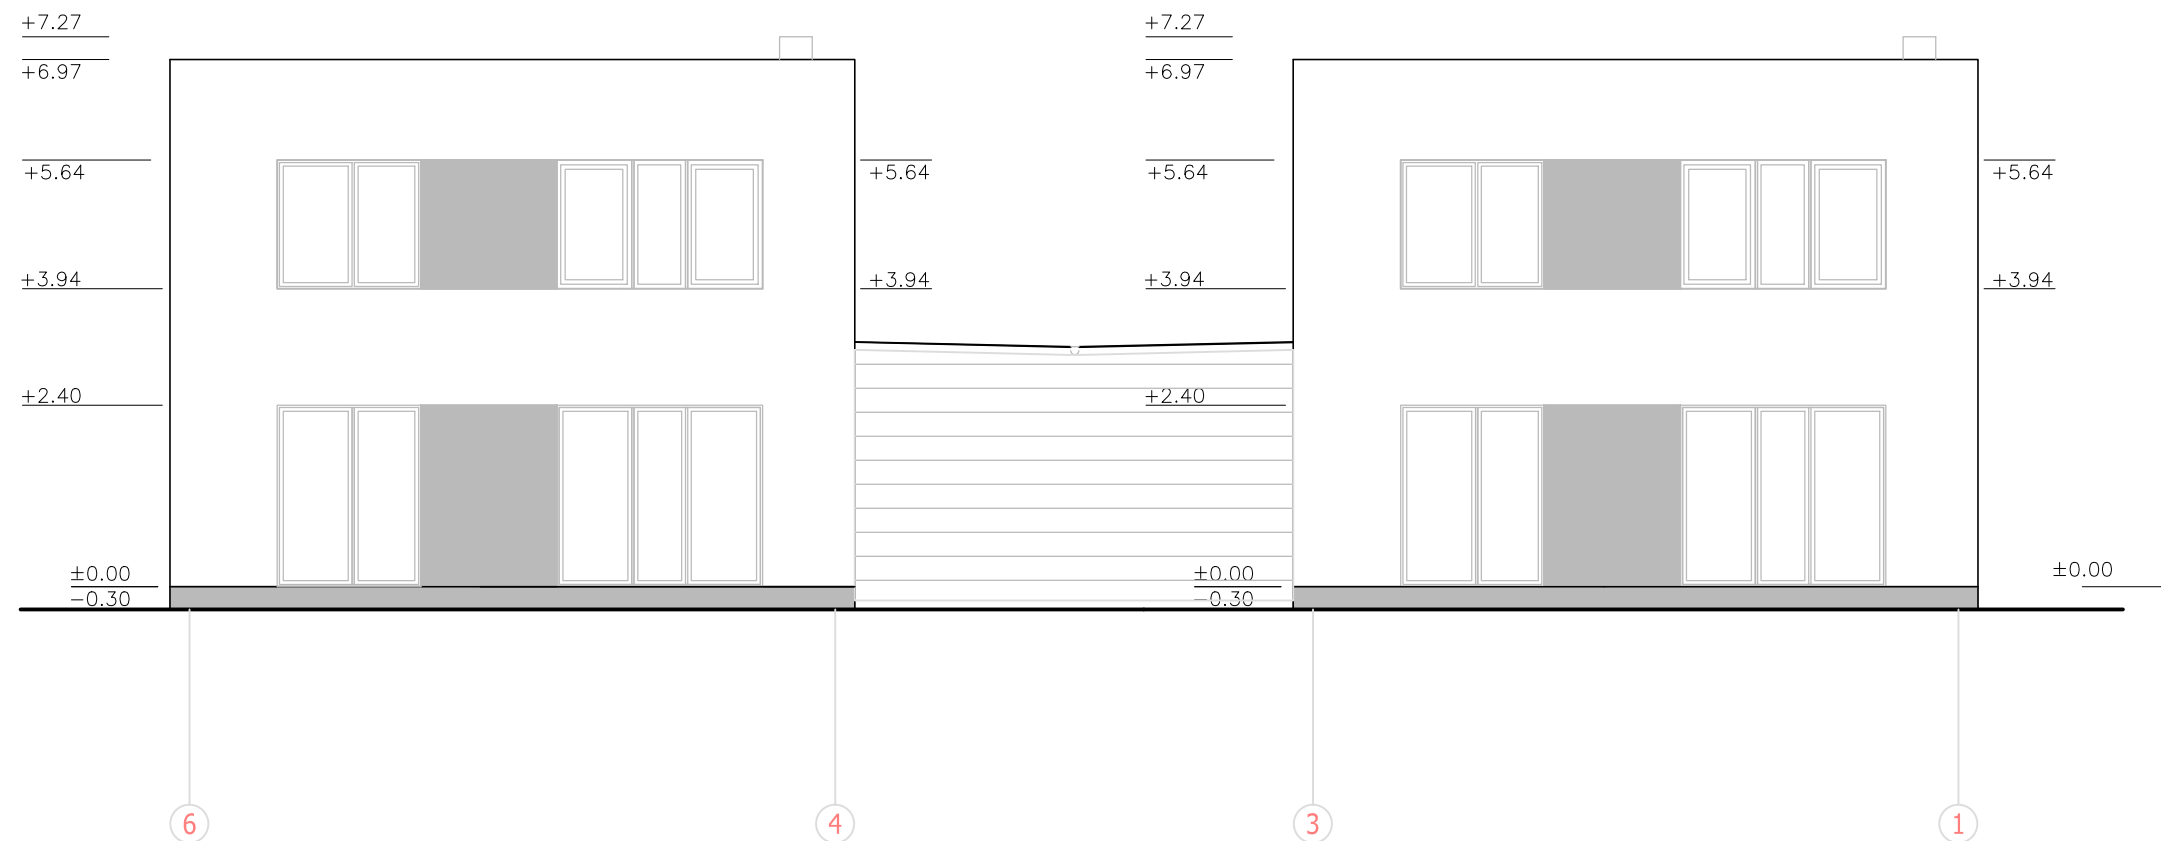 +7.27 +7.27
+6.97 +6.97
+5.64 +5.64 +5.64 +5.64
+3.94 +3.94 +3.94 +3.94
+2.40 +2.40
±0.00 ±0.00 ±0.00
-0.30 -0.30
6 4 3 1